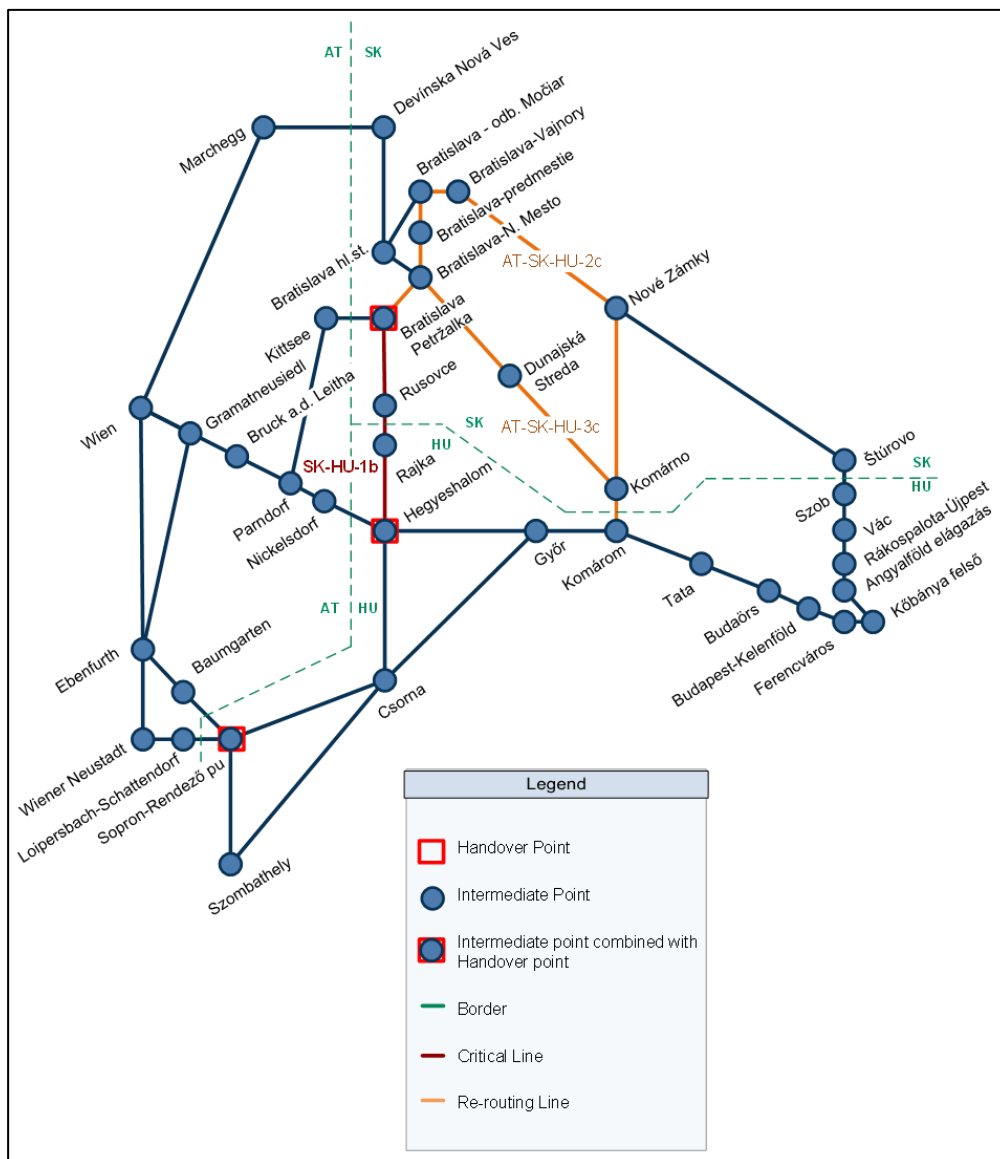 AT
SK
Devínska Nová Ves
Marchegg
Bratislava - odb. Močiar
Bratislava-Vajnory
Bratislava-predmestie
Bratislava-N. Mesto
Bratislava hl.st.
AT-SK-HU-2c
Nové Zámky
Kittsee
Bratislava
Petržalka
Dunajská
Streda
Gramatneusiedl
Bruck a.d. Leitha
Rusovce
Wien
SK
HU
AT-SK-HU-3c
Rajka
SK-HU-1b
Hegyeshalom
Komárno
Štúrovo
SK
HU
Szob
Vác
Parndorf
Nickelsdorf
Győr
Komárom
Rákospalota-Újpest
Angyalföld elágazás
Tata
Budaörs
Kőbánya felső
Budapest-Kelenföld
Ferencváros
AT
HU
Ebenfurth
Baumgarten
Csorna
Wiener Neustadt
Loipersbach-Schattendorf
Sopron-Rendező pu
Szombathely
Legend
Handover Point
Intermediate Point
Intermediate point combined with
Handover point
Border
Critical Line
Re-routing Line